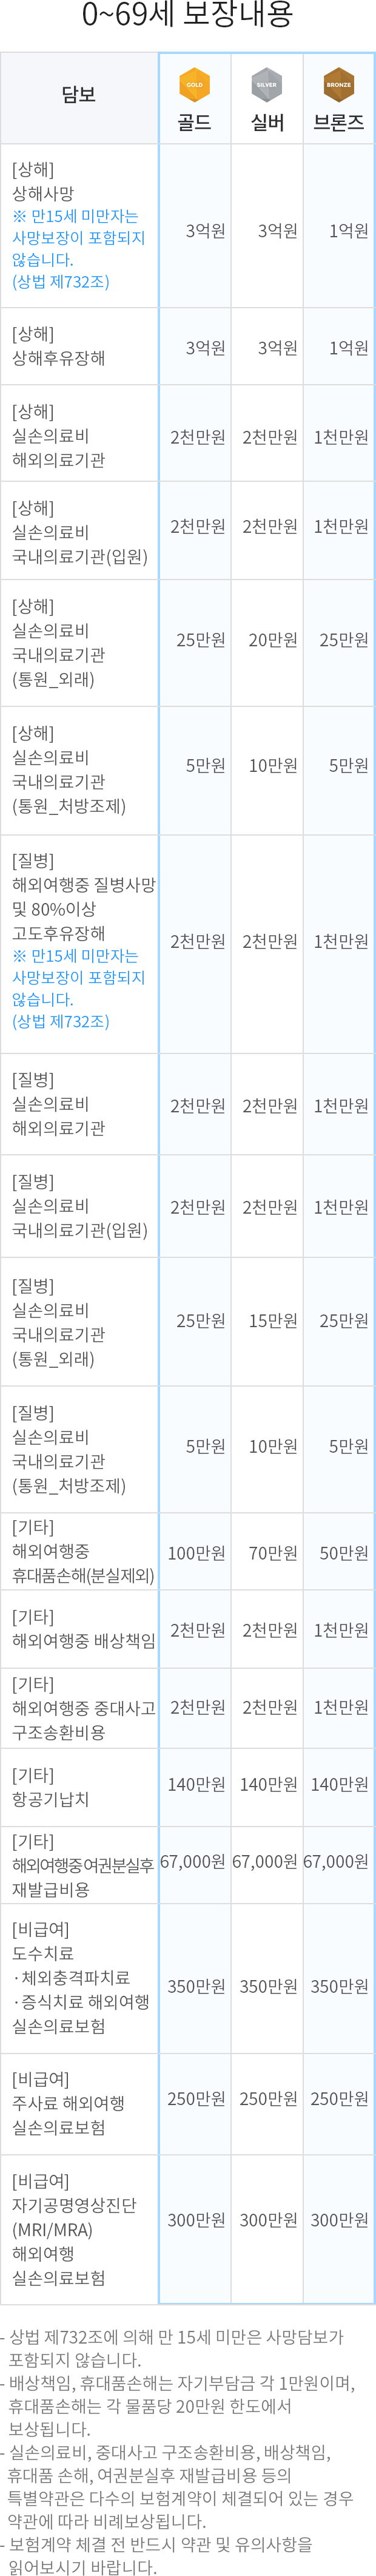 0~69세 보장내용
담보
GOLD
골드
SILVER
실버
BRONZE
브론즈
[상해]
상해사망
※ 만15세 미만자는
사망보장이 포함되지
않습니다.
(상법 제732조)
3억원 3억원 1억원
[상해]
상해후유장해
3억원 3억원 1억원
[상해]
실손의료비
해외의료기관
2천만원 2천만원 1천만원
[상해]
실손의료비
국내의료기관(입원)
2천만원 2천만원 1천만원
[상해]
실손의료비
국내의료기관
(통원_외래)
25만원 20만원 25만원
[상해]
실손의료비
국내의료기관
(통원_처방조제)
5만원 10만원 5만원
[질병]
해외여행중 질병사망
및 80%이상
고도후유장해
※ 만15세 미만자는
사망보장이 포함되지
않습니다.
(상법 제732조)
2천만원 2천만원 1천만원
[질병]
실손의료비
해외의료기관
2천만원 2천만원 1천만원
[질병]
실손의료비
국내의료기관(입원)
2천만원 2천만원 1천만원
[질병]
실손의료비
국내의료기관
(통원_외래)
25만원 15만원 25만원
[질병]
실손의료비
국내의료기관
(통원_처방조제)
5만원 10만원 5만원
[기타]
해외여행중
휴대품손해(분실제외)
100만원 70만원 50만원
[기타]
해외여행중 배상책임
2천만원 2천만원 1천만원
[기타]
해외여행중 중대사고
구조송환비용
2천만원 2천만원 1천만원
[기타]
항공기납치
140만원 140만원 140만원
[기타]
해외여행중 여권분실후
재발급비용
67,000원 67,000원 67,000원
[비급여]
도수치료
·체외충격파치료
·증식치료 해외여행
실손의료보험
350만원 350만원 350만원
[비급여]
주사료 해외여행
실손의료보험
250만원 250만원 250만원
[비급여]
자기공명영상진단
(MRI/MRA)
해외여행
실손의료보험
300만원 300만원 300만원
- 상법 제732조에 의해 만 15세 미만은 사망담보가
포함되지 않습니다.
- 배상책임, 휴대품손해는 자기부담금 각 1만원이며,
휴대품손해는 각 물품당 20만원 한도에서
보상됩니다.
- 실손의료비, 중대사고 구조송환비용, 배상책임,
휴대품 손해, 여권분실후 재발급비용 등의
특별약관은 다수의 보험계약이 체결되어 있는 경우
약관에 따라 비례보상됩니다.
- 보험계약 체결 전 반드시 약관 및 유의사항을
읽어보시기 바랍니다.